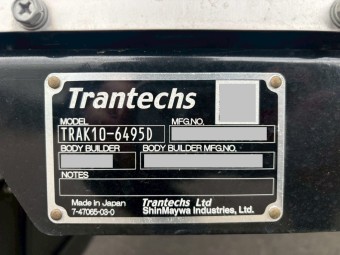 Trantechs
MODEL MFG.NO.
TRAK10-6495D
BODY BUILDER BODY BUILDER MFG.NO.
NOTES
Made in Japan Trantechs Ltd
7-47065-03-0 ShinMaywa Industries, Ltd.